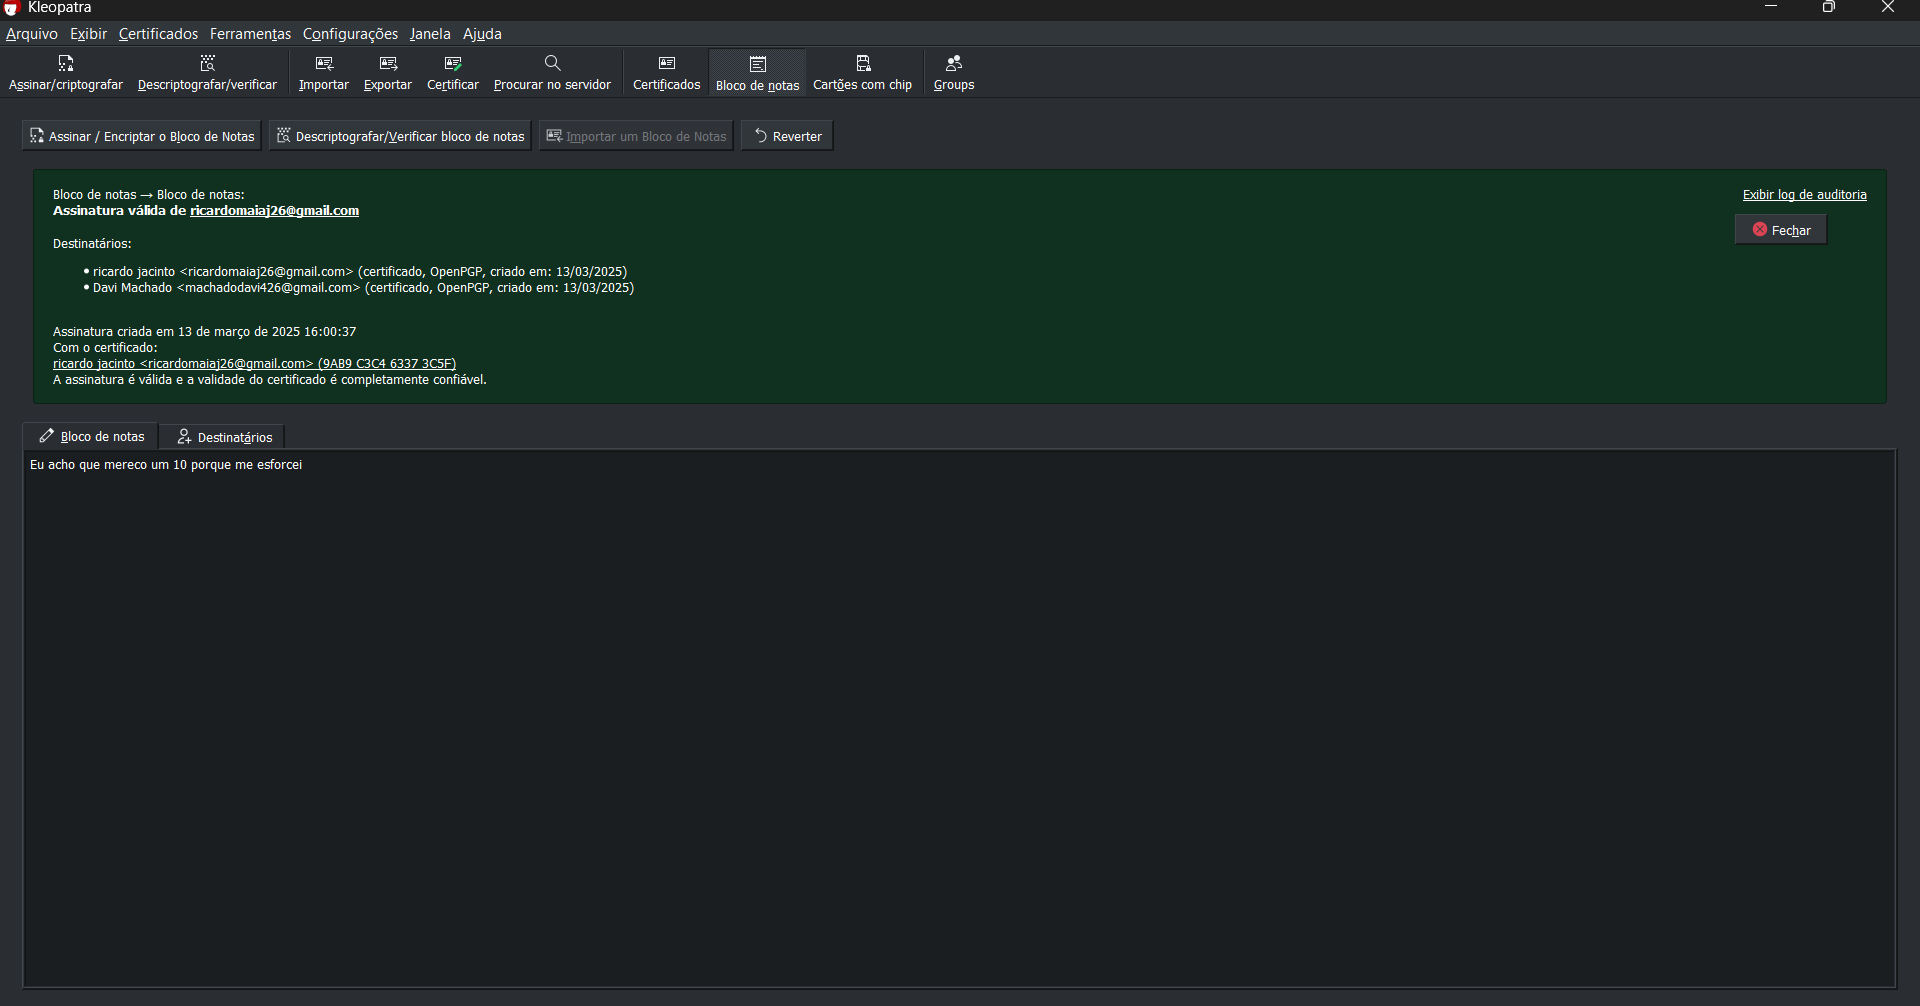 Kleopatra
Arquivo Exibir Certificados Ferramentas Configurações Janela Ajuda
Assinar/criptografar Descriptografar/verificar Importar Exportar Certificar Procurar no servidor Certificados Bloco de notas Cartões com chip Groups
Assinar / Encriptar o Bloco de Notas Descriptografar/Verificar bloco de notas Importar um Bloco de Notas Reverter
Bloco de notas → Bloco de notas: Exibir log de auditoria
Assinatura válida de ricardomaiaj26@gmail.com
Fechar
Destinatários:
• ricardo jacinto <ricardomaiaj26@gmail.com> (certificado, OpenPGP, criado em: 13/03/2025)
• Davi Machado <machadodavi426@gmail.com> (certificado, OpenPGP, criado em: 13/03/2025)
Assinatura criada em 13 de março de 2025 16:00:37
Com o certificado:
ricardo jacinto <ricardomaiaj26@gmail.com> (9AB9 C3C4 6337 3C5F)
A assinatura é válida e a validade do certificado é completamente confiável.
Bloco de notas Destinatários
Eu acho que mereco um 10 porque me esforcei